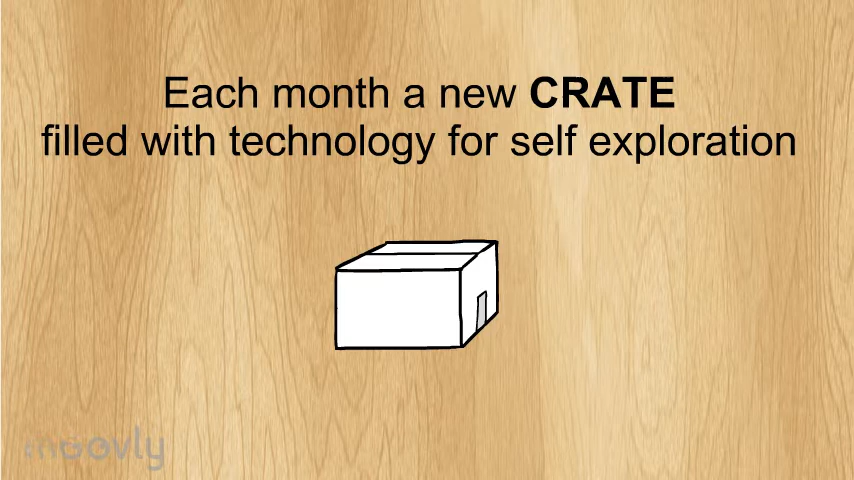 Each month a new CRATE
filled with technology for self exploration
moovly